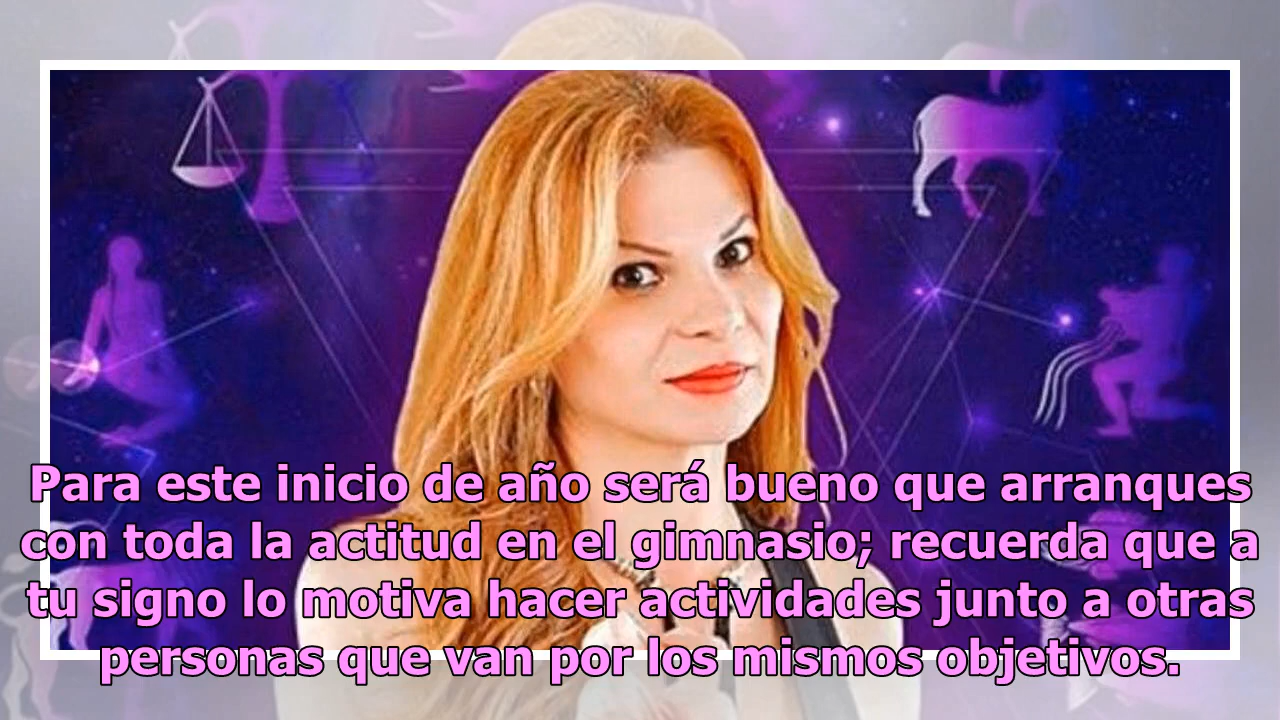 Para este inicio de año será bueno que arranques
con toda la actitud en el gimnasio; recuerda que a
tu signo lo motiva hacer actividades junto a otras
personas que van por los mismos objetivos.